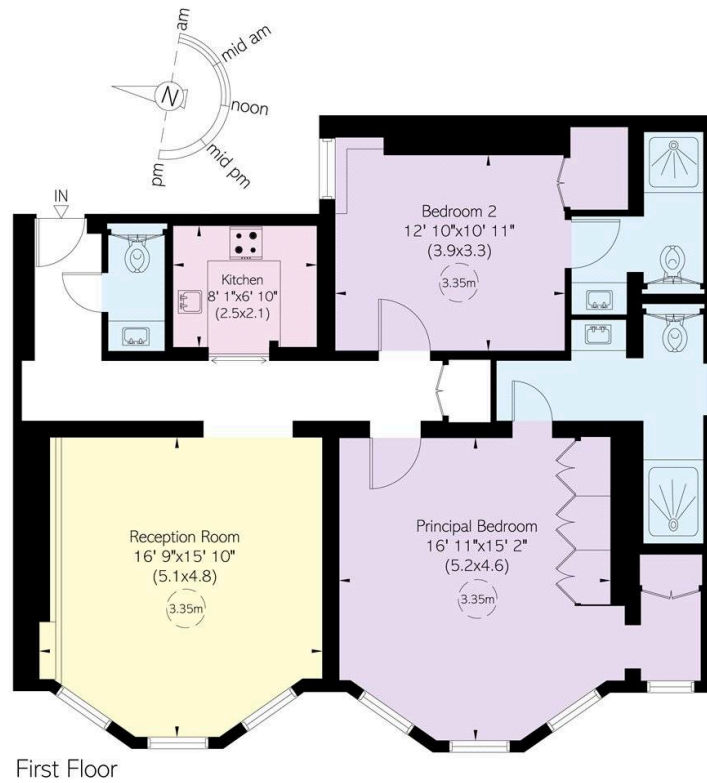 am
mid am
noon
mid pm
pm
N
IN
Kitchen
8' 1"x6' 10"
(2.5x2.1)
Bedroom 2
12' 10"x10' 11"
(3.9x3.3)
3.35m
Reception Room
16' 9"x15' 10"
(5.1x4.8)
3.35m
Principal Bedroom
16' 11"x15' 2"
(5.2x4.6)
3.35m
First Floor